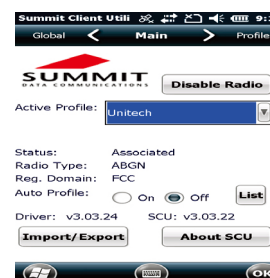 Summit Client Utili 9:
Global < Main > Profile
SUMMIT
DATA COMMUNICATIONS
Disable Radio
Active Profile: Unitech
Status: Associated
Radio Type: ABGN
Reg. Domain: FCC
Auto Profile: On Off List
Driver: v3.03.24 SCU: v3.03.22
Import/Export About SCU
OK